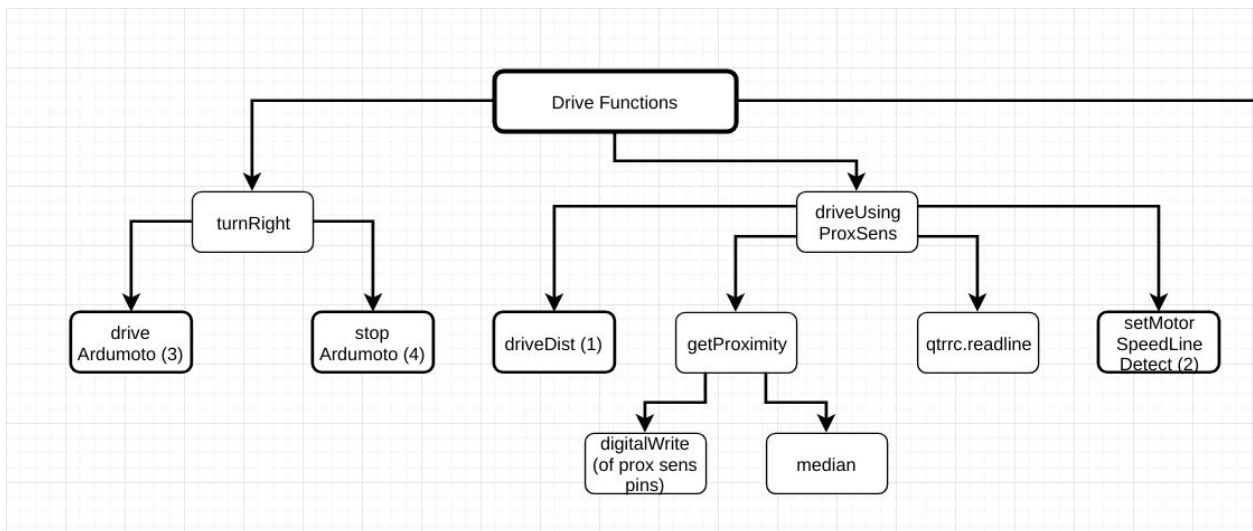 Drive Functions
turnRight
driveUsing
ProxSens
drive
Ardumoto (3)
stop
Ardumoto (4)
driveDist (1)
getProximity
qtrrc.readline
setMotor
SpeedLine
Detect (2)
digitalWrite
(of prox sens
pins)
median